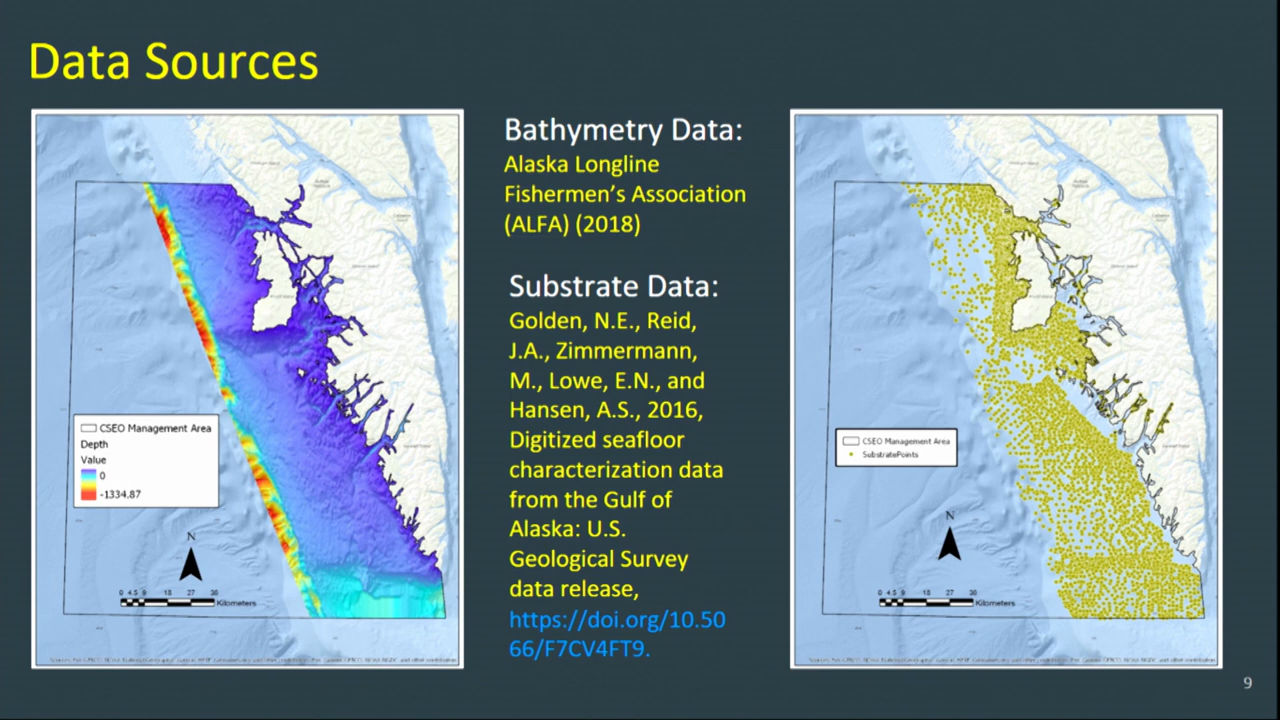 Data Sources
CSEO Management Area
Depth
Value
0
-1334.87
N
0 4.5 9 18 27 36
Kilometers
Bathymetry Data:
Alaska Longline
Fishermen's Association
(ALFA) (2018)
Substrate Data:
Golden, N.E., Reid,
J.A., Zimmermann,
M., Lowe, E.N., and
Hansen, A.S., 2016,
Digitized seafloor
characterization data
from the Gulf of
Alaska: U.S.
Geological Survey
data release,
https://doi.org/10.50
66/F7CV4FT9.
CSEO Management Area
SubstratePoints
N
0 4.5 9 18 27 36
Kilometers
9